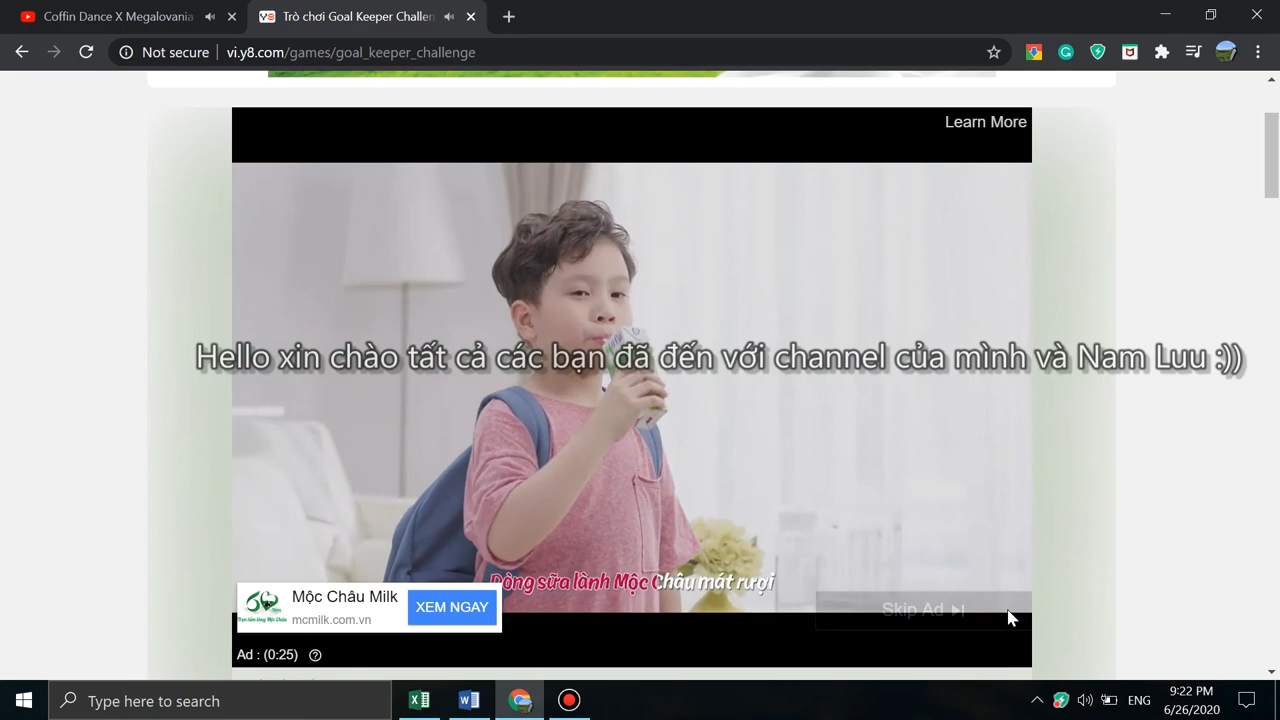 Coffin Dance X Megalovania
Trò chơi Goal Keeper Challen
Not secure
vi.y8.com/games/goal_keeper_challenge
Learn More
Hello xin chào tất cả các bạn đã đến với channel của mình và Nam Luu :))
Dòng sữa lành Mộc Châu mát rượi
Mộc Châu Milk
mcmilk.com.vn
XEM NGAY
Skip Ad
Ad : (0:25)
Type here to search
ENG
9:22 PM
6/26/2020